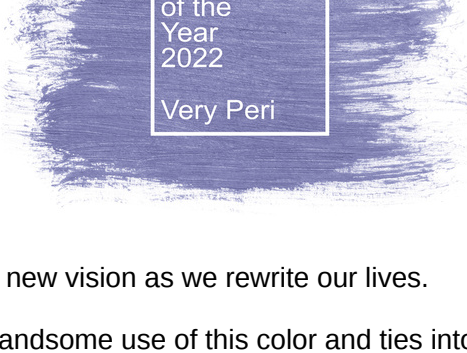 of the
Year
2022
Very Peri
new vision as we rewrite our lives.
andsome use of this color and ties into